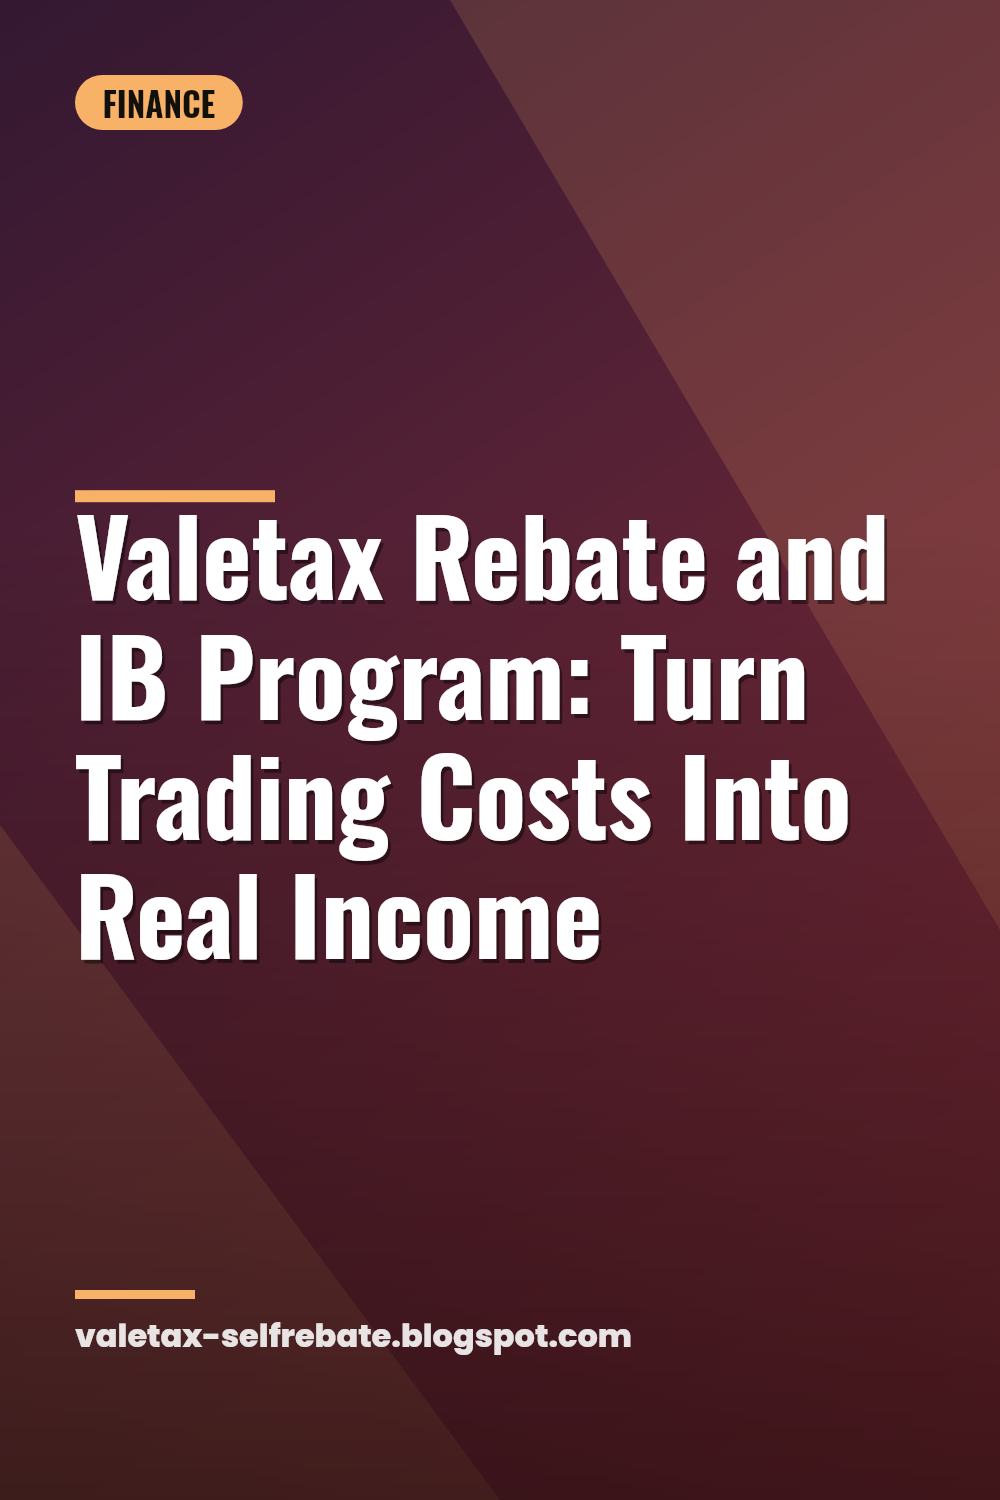 FINANCE
Valetax Rebate and
IB Program: Turn
Trading Costs Into
Real Income
valetax-selfrebate.blogspot.com